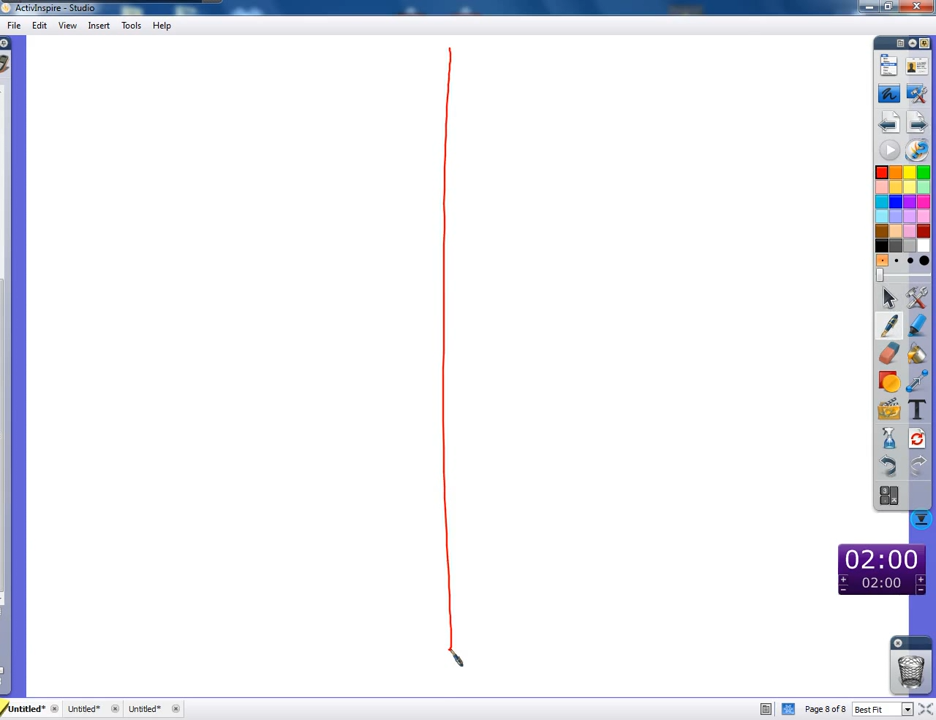 ActivInspire - Studio
File Edit View Insert Tools Help
T
02:00
02:00
Untitled* Untitled* Untitled* Page 8 of 8 Best Fit